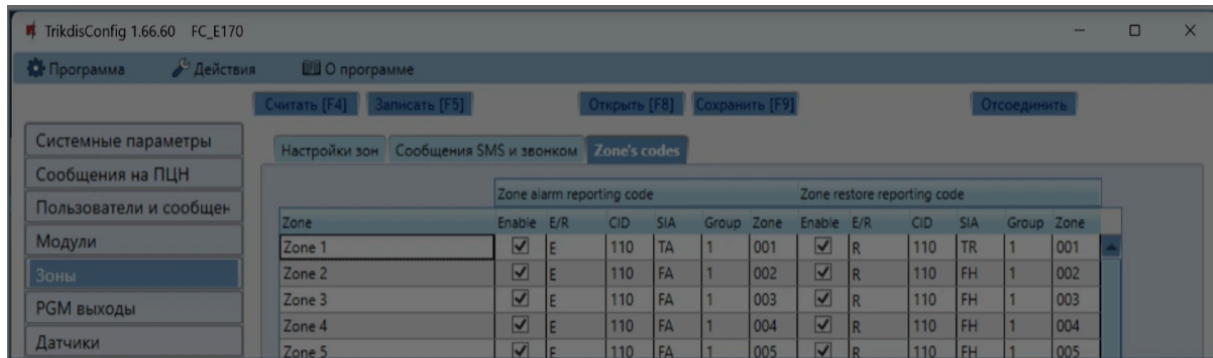 TrikdisConfig 1.66.60 FC_E170
Программа Действия О программе
Считать [F4] Записать [F5] Открыть [F8] Сохранить [F9] Отсоединить
Системные параметры
Сообщения на ПЦН
Пользователи и сообщен
Модули
Зоны
PGM выходы
Датчики
Настройки зон Сообщения SMS и звонком Zone's codes
Zone alarm reporting code Zone restore reporting code
Zone Enable E/R CID SIA Group Zone Enable E/R CID SIA Group Zone
Zone 1 E 110 TA 1 001 R 110 TR 1 001
Zone 2 E 110 FA 1 002 R 110 FH 1 002
Zone 3 E 110 FA 1 003 R 110 FH 1 003
Zone 4 E 110 FA 1 004 R 110 FH 1 004
Zone 5 E 110 FA 1 005 R 110 FH 1 005